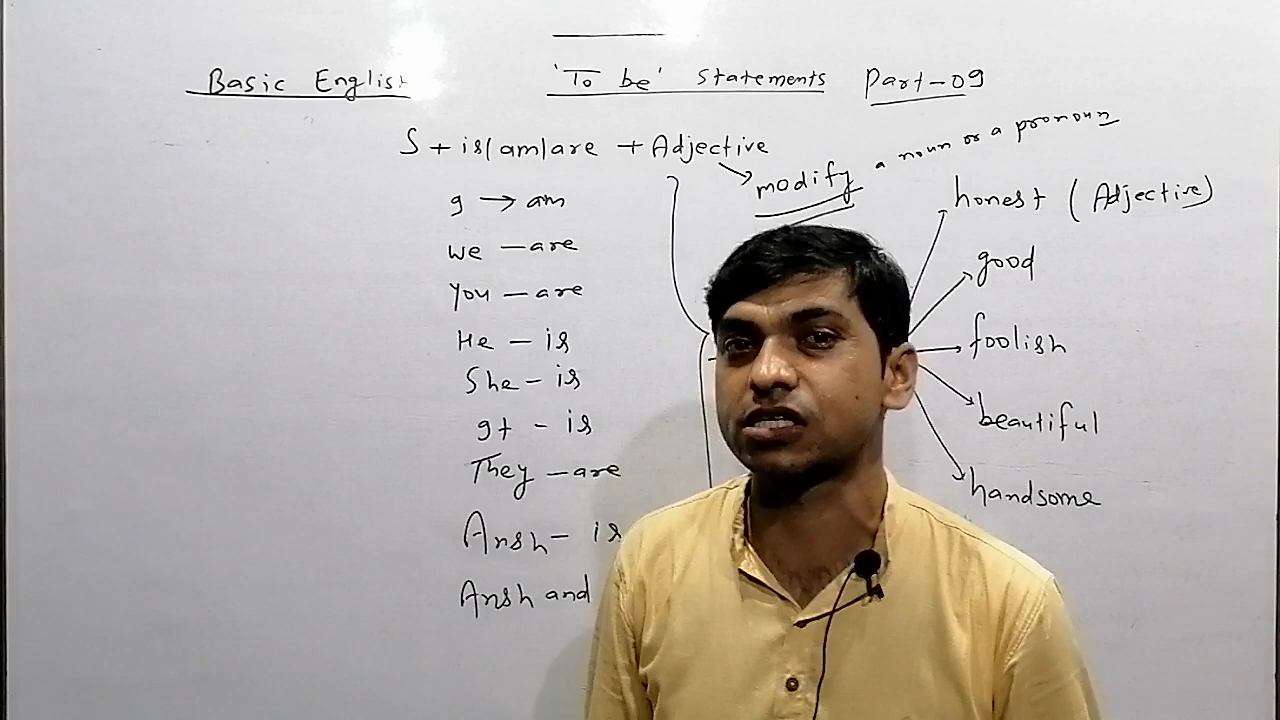 Basic English 'To be' statements Part-09
S + is/am/are + Adjective
modify a noun or a pronoun
I → am
We - are
You - are
He - is
She - is
It - is
They - are
Ansh - is
Ansh and
honest (Adjective)
good
foolish
beautiful
handsome